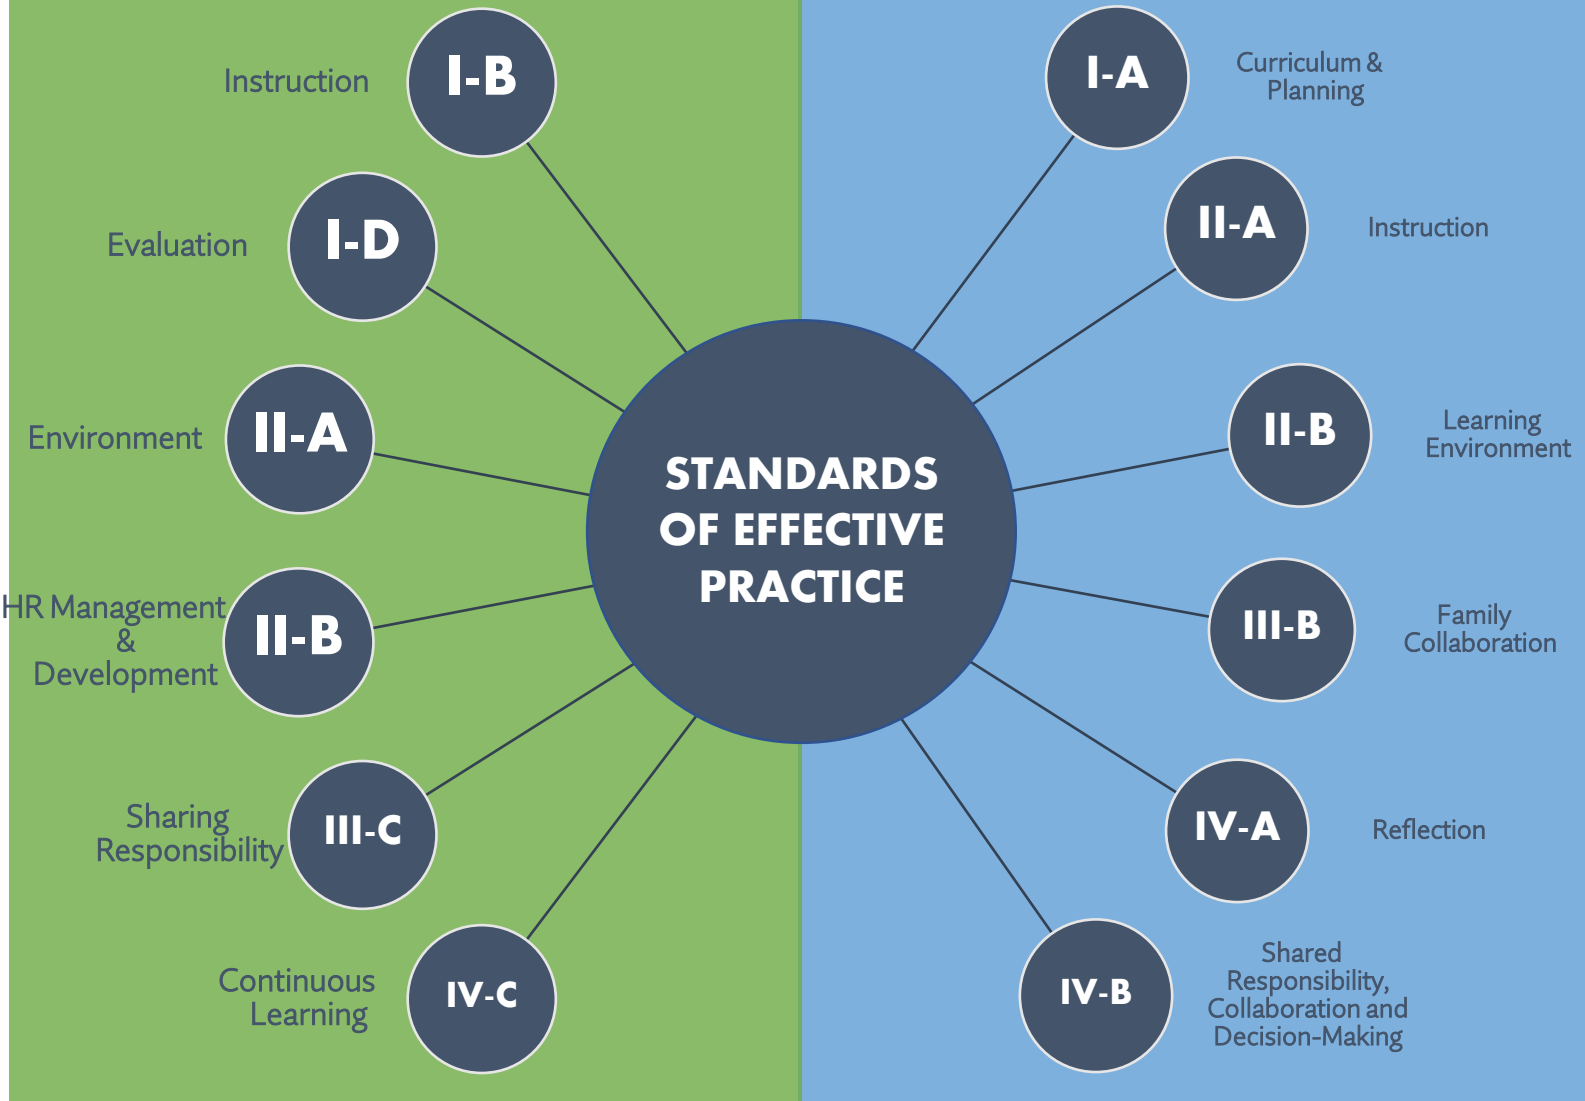 Instruction
I-B
Evaluation
I-D
Environment
II-A
HR Management
&
Development
II-B
Sharing
Responsibility
III-C
Continuous
Learning
IV-C
STANDARDS
OF EFFECTIVE
PRACTICE
I-A
Curriculum &
Planning
II-A
Instruction
II-B
Learning
Environment
III-B
Family
Collaboration
IV-A
Reflection
IV-B
Shared
Responsibility,
Collaboration and
Decision-Making